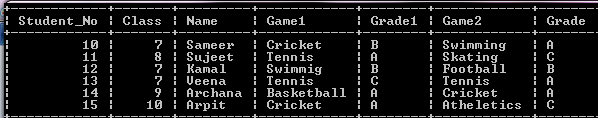 Student_No | Class | Name | Game1 | Grade1 | Game2 | Grade
10 | 7 | Sameer | Cricket | B | Swimming | A
11 | 8 | Sujeet | Tennis | A | Skating | C
12 | 7 | Kamal | Swimmig | B | Football | B
13 | 7 | Veena | Tennis | C | Tennis | A
14 | 9 | Archana | Basketball | A | Cricket | A
15 | 10 | Arpit | Cricket | A | Atheletics | C